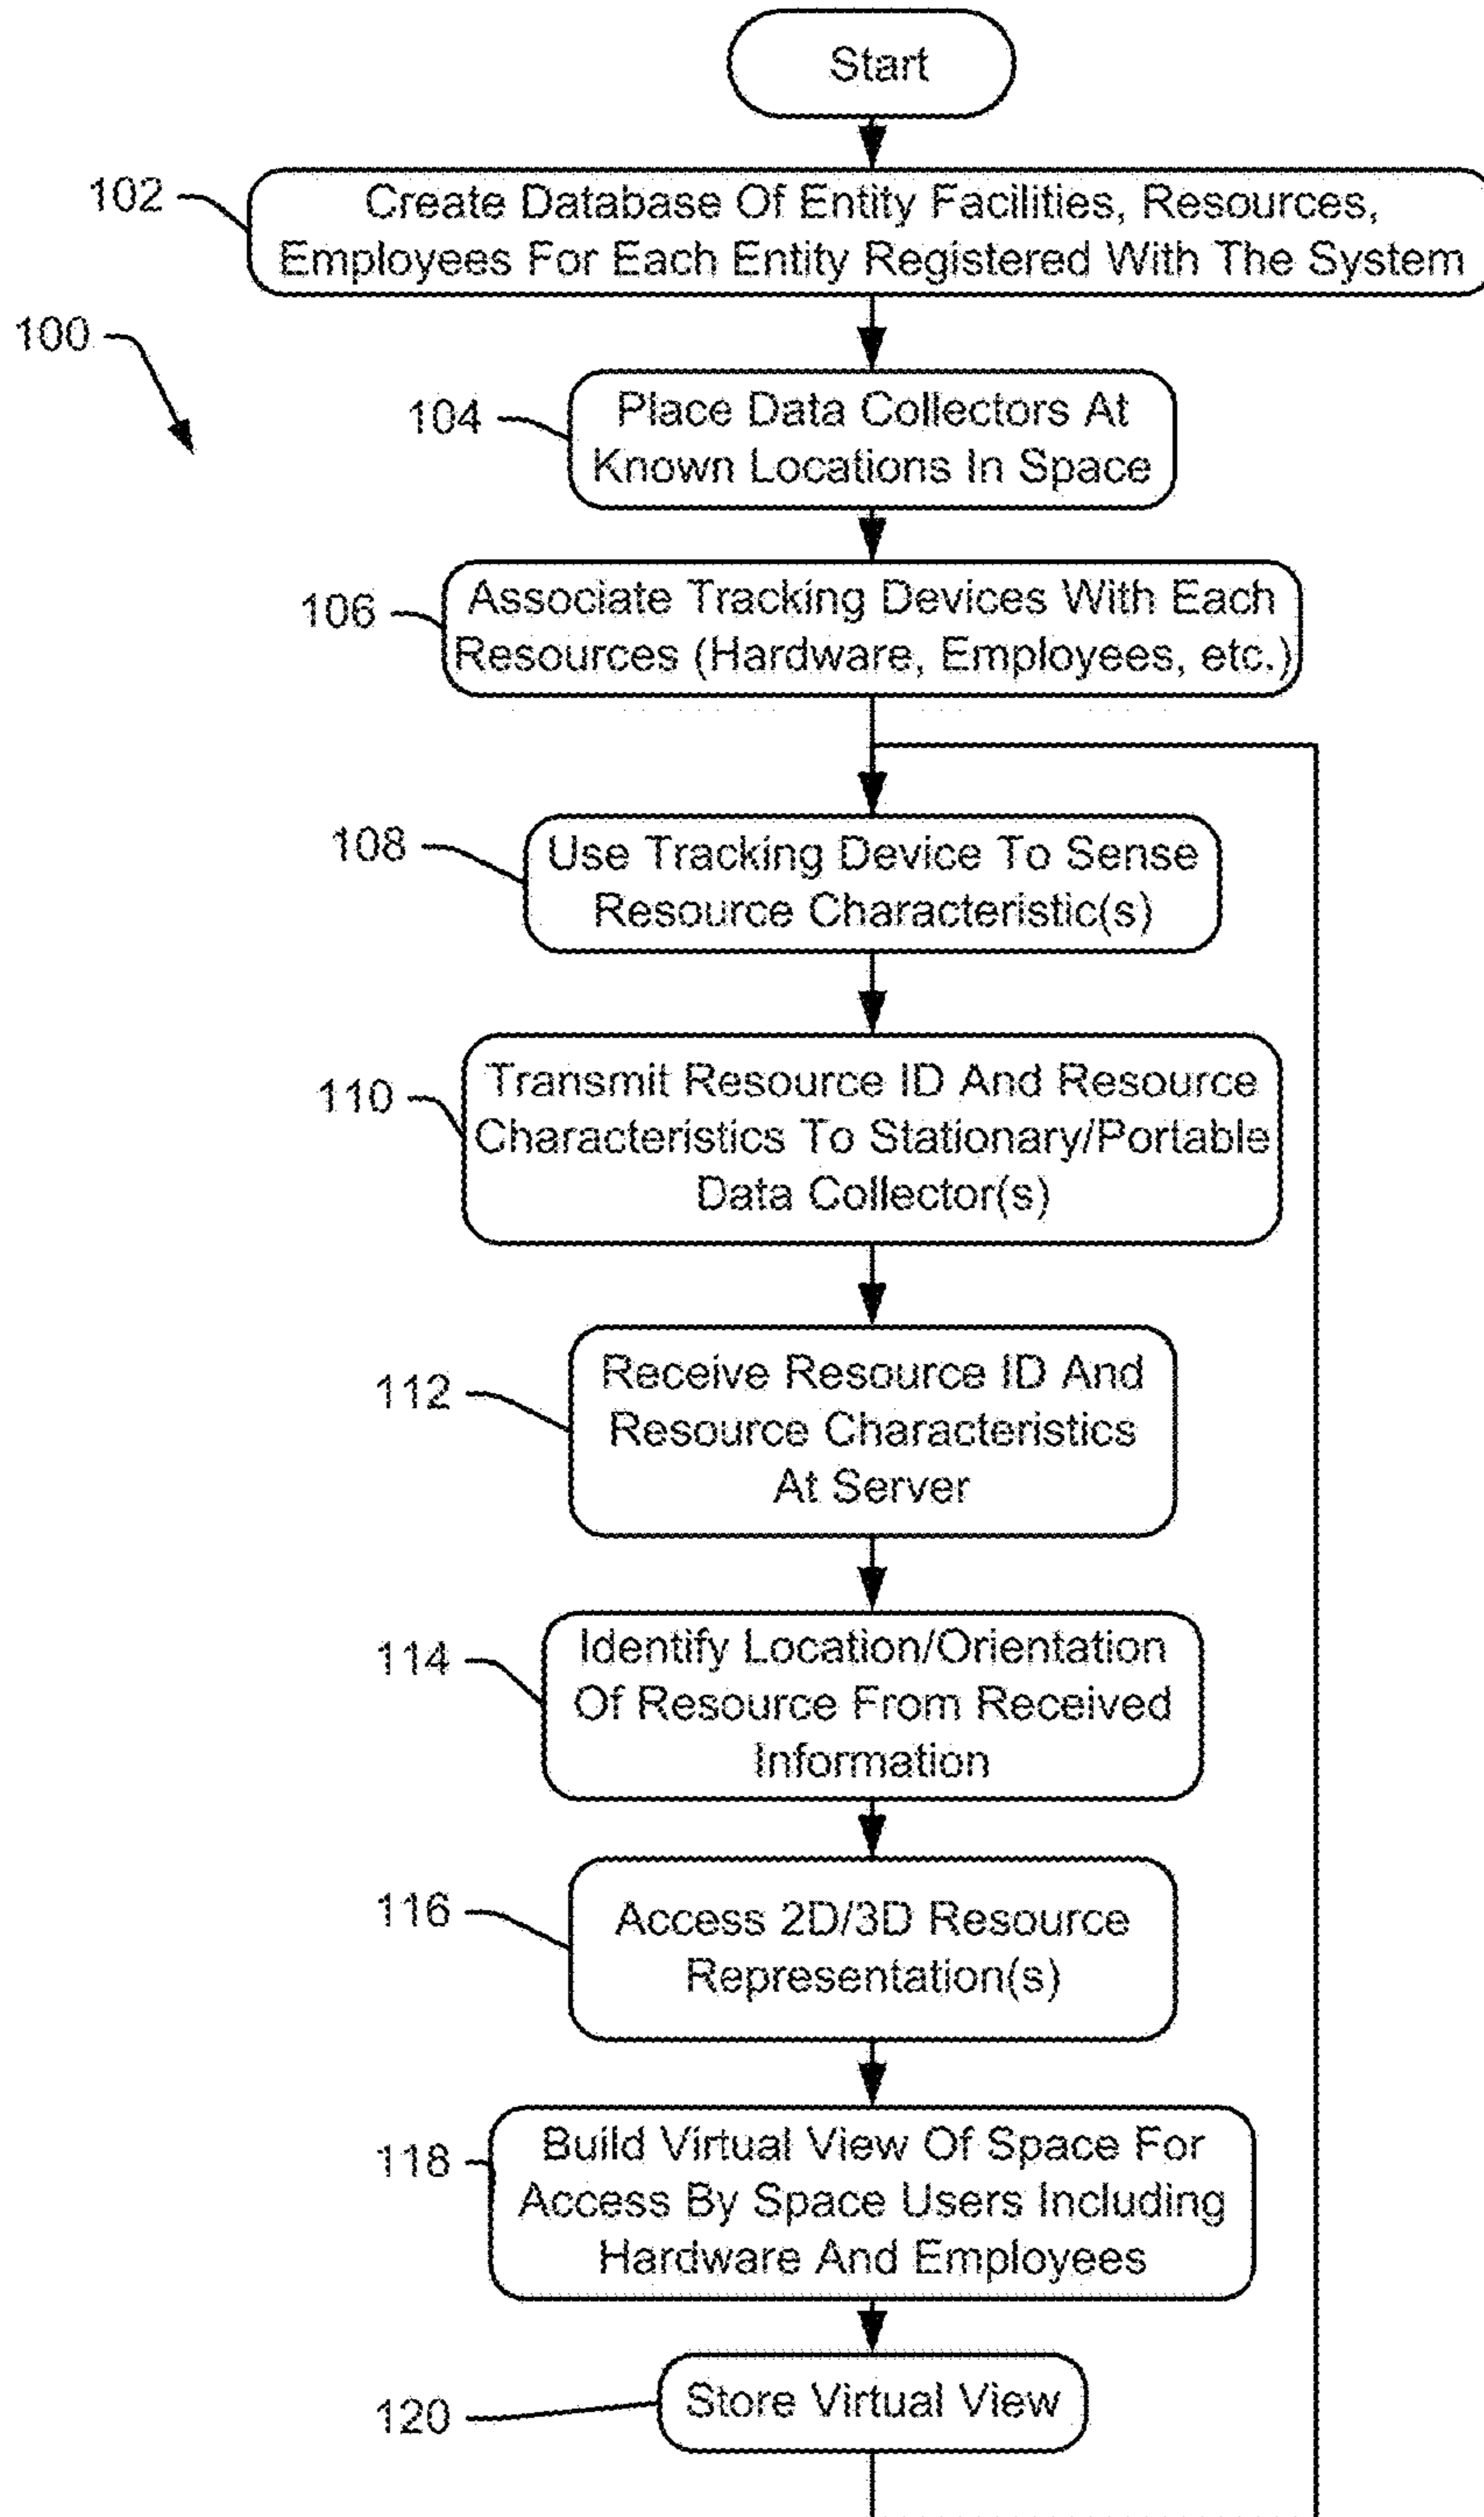 Start
102
Create Database Of Entity Facilities, Resources,
Employees For Each Entity Registered With The System
100
104
Place Data Collectors At
Known Locations In Space
106
Associate Tracking Devices With Each
Resources (Hardware, Employees, etc.)
108
Use Tracking Device To Sense
Resource Characteristic(s)
110
Transmit Resource ID And Resource
Characteristics To Stationary/Portable
Data Collector(s)
112
Receive Resource ID And
Resource Characteristics
At Server
114
Identify Location/Orientation
Of Resource From Received
Information
116
Access 2D/3D Resource
Representation(s)
118
Build Virtual View Of Space For
Access By Space Users Including
Hardware And Employees
120
Store Virtual View